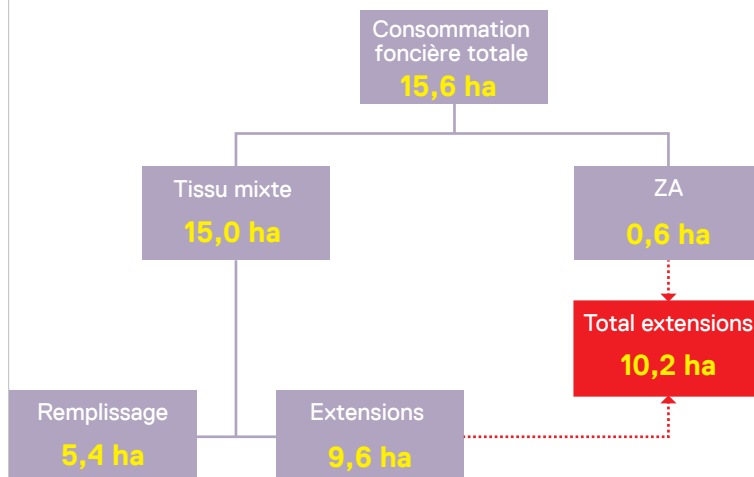 Consommation
foncière totale
15,6 ha
Tissu mixte
15,0 ha
ZA
0,6 ha
Total extensions
10,2 ha
Remplissage
5,4 ha
Extensions
9,6 ha